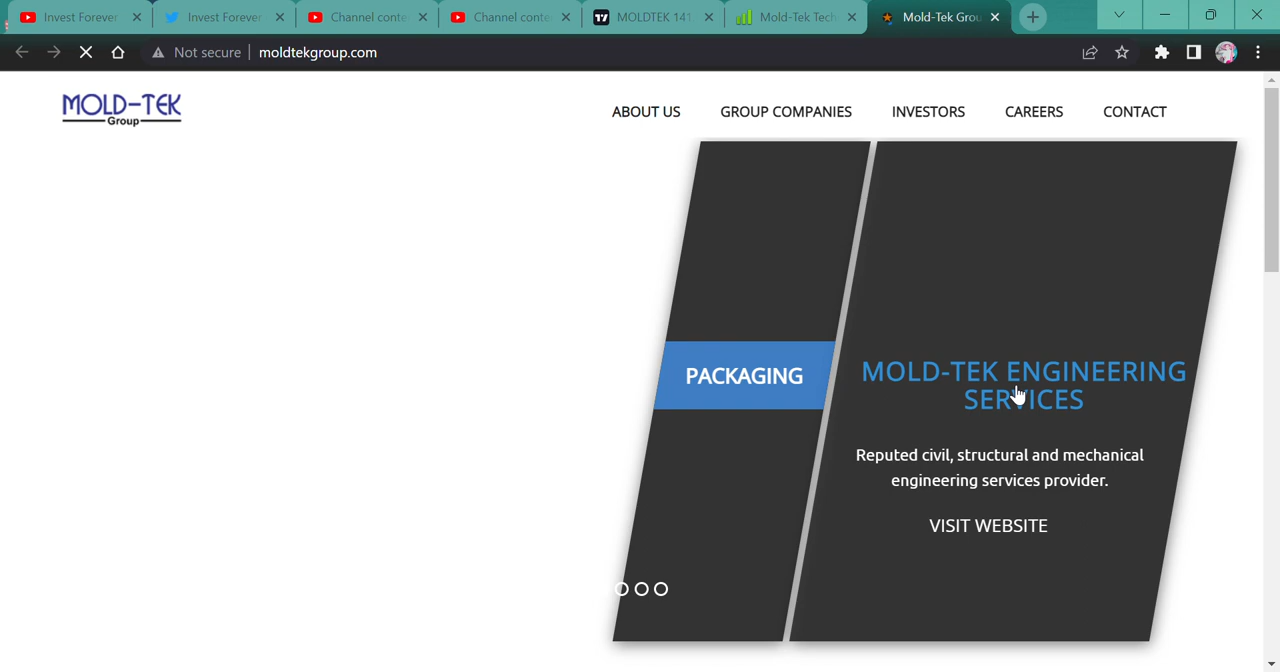 Invest Forever
Invest Forever
Channel conte
Channel conte
MOLDTEK 141
Mold-Tek Tech
Mold-Tek Grou
Not secure
moldtekgroup.com
MOLD-TEK
Group
ABOUT US
GROUP COMPANIES
INVESTORS
CAREERS
CONTACT
PACKAGING
MOLD-TEK ENGINEERING
SERVICES
Reputed civil, structural and mechanical
engineering services provider.
VISIT WEBSITE